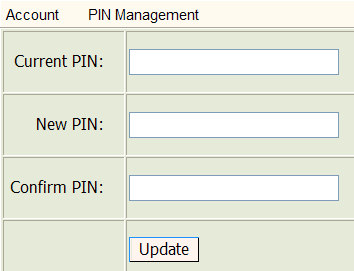 Account PIN Management
Current PIN:
New PIN:
Confirm PIN:
Update